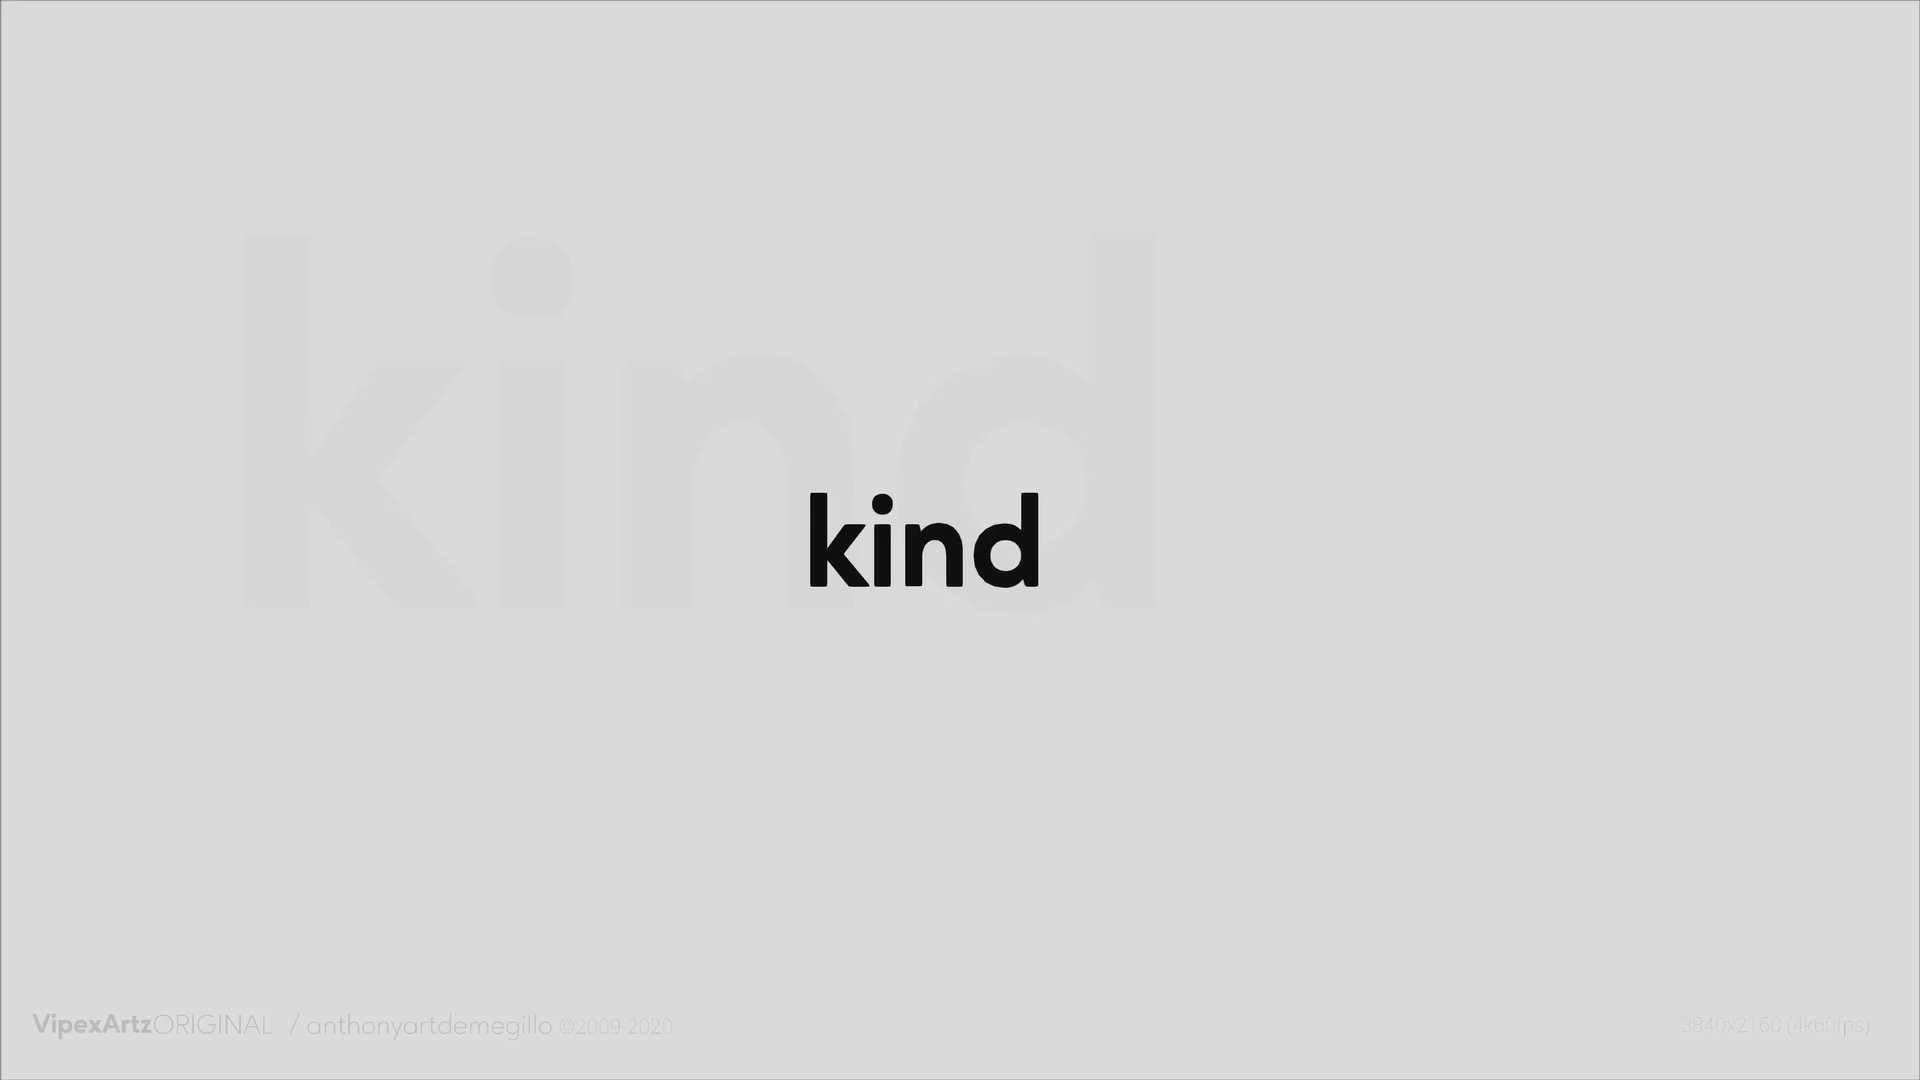 kind
kind
VipexArtzORIGINAL / anthonyartdemegillo ©2009-2020
3840x2160 (4k60fps)